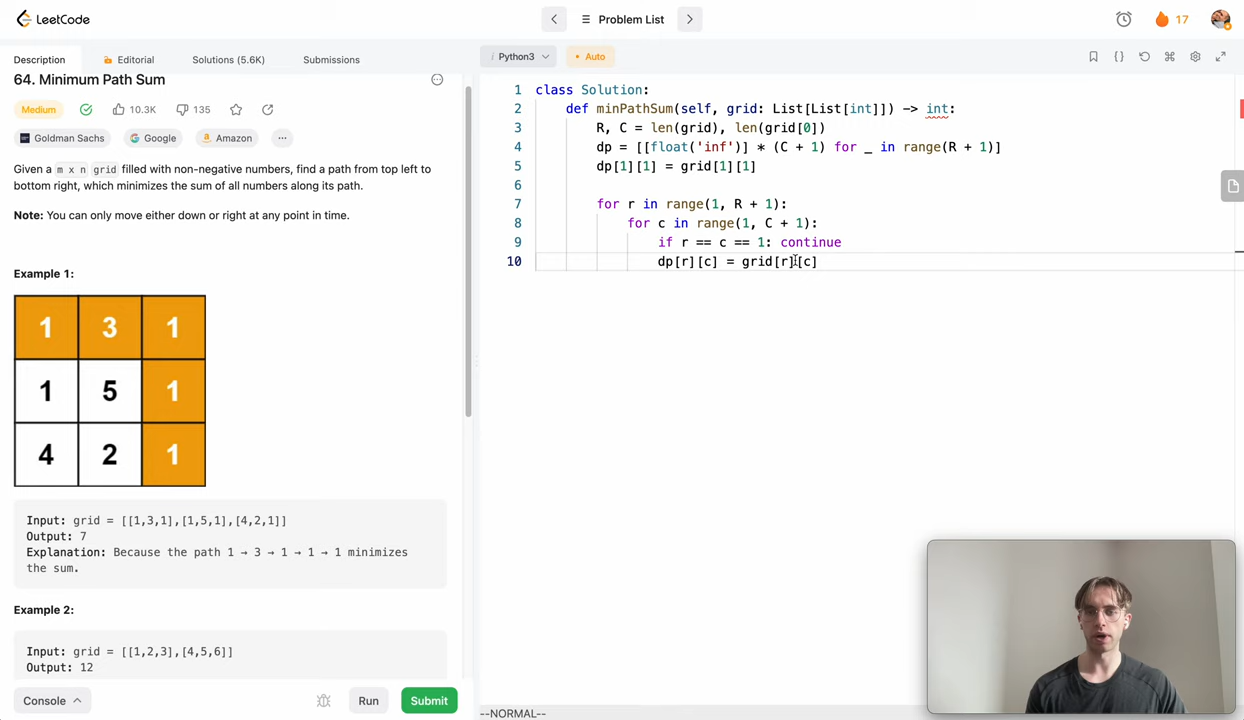 LeetCode
Problem List
17
Description
Editorial
Solutions (5.6K)
Submissions
64. Minimum Path Sum
Medium
10.3K
135
Goldman Sachs
Google
Amazon
...
Given a m x n grid filled with non-negative numbers, find a path from top left to
bottom right, which minimizes the sum of all numbers along its path.
Note: You can only move either down or right at any point in time.
Example 1:
1 3 1
1 5 1
4 2 1
Input: grid = [[1,3,1],[1,5,1],[4,2,1]]
Output: 7
Explanation: Because the path 1 → 3 → 1 → 1 → 1 minimizes
the sum.
Example 2:
Input: grid = [[1,2,3],[4,5,6]]
Output: 12
Console
Run
Submit
i Python3
• Auto
{}
1 class Solution:
2 def minPathSum(self, grid: List[List[int]]) -> int:
3 R, C = len(grid), len(grid[0])
4 dp = [[float('inf')] * (C + 1) for _ in range(R + 1)]
5 dp[1][1] = grid[1][1]
6
7 for r in range(1, R + 1):
8 for c in range(1, C + 1):
9 if r == c == 1: continue
10 dp[r][c] = grid[r][c]
--NORMAL--